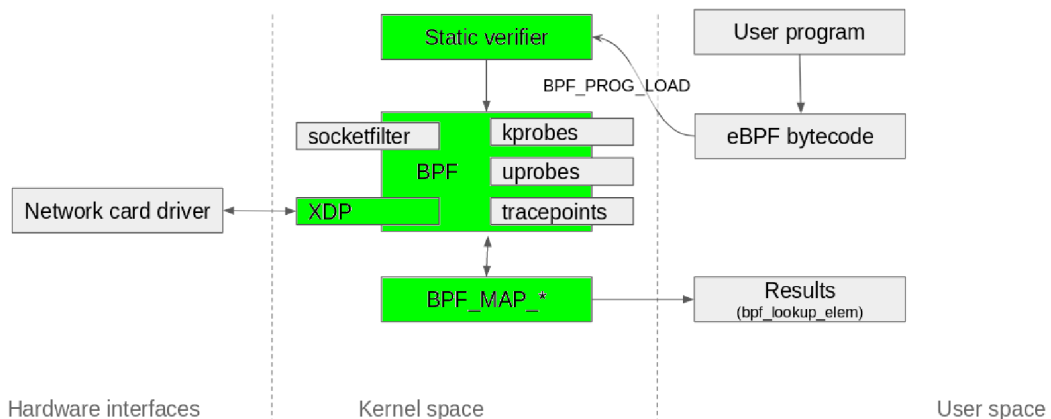 Static verifier
User program
BPF_PROG_LOAD
socketfilter
kprobes
eBPF bytecode
BPF
uprobes
Network card driver
XDP
tracepoints
BPF_MAP_*
Results
(bpf_lookup_elem)
Hardware interfaces
Kernel space
User space